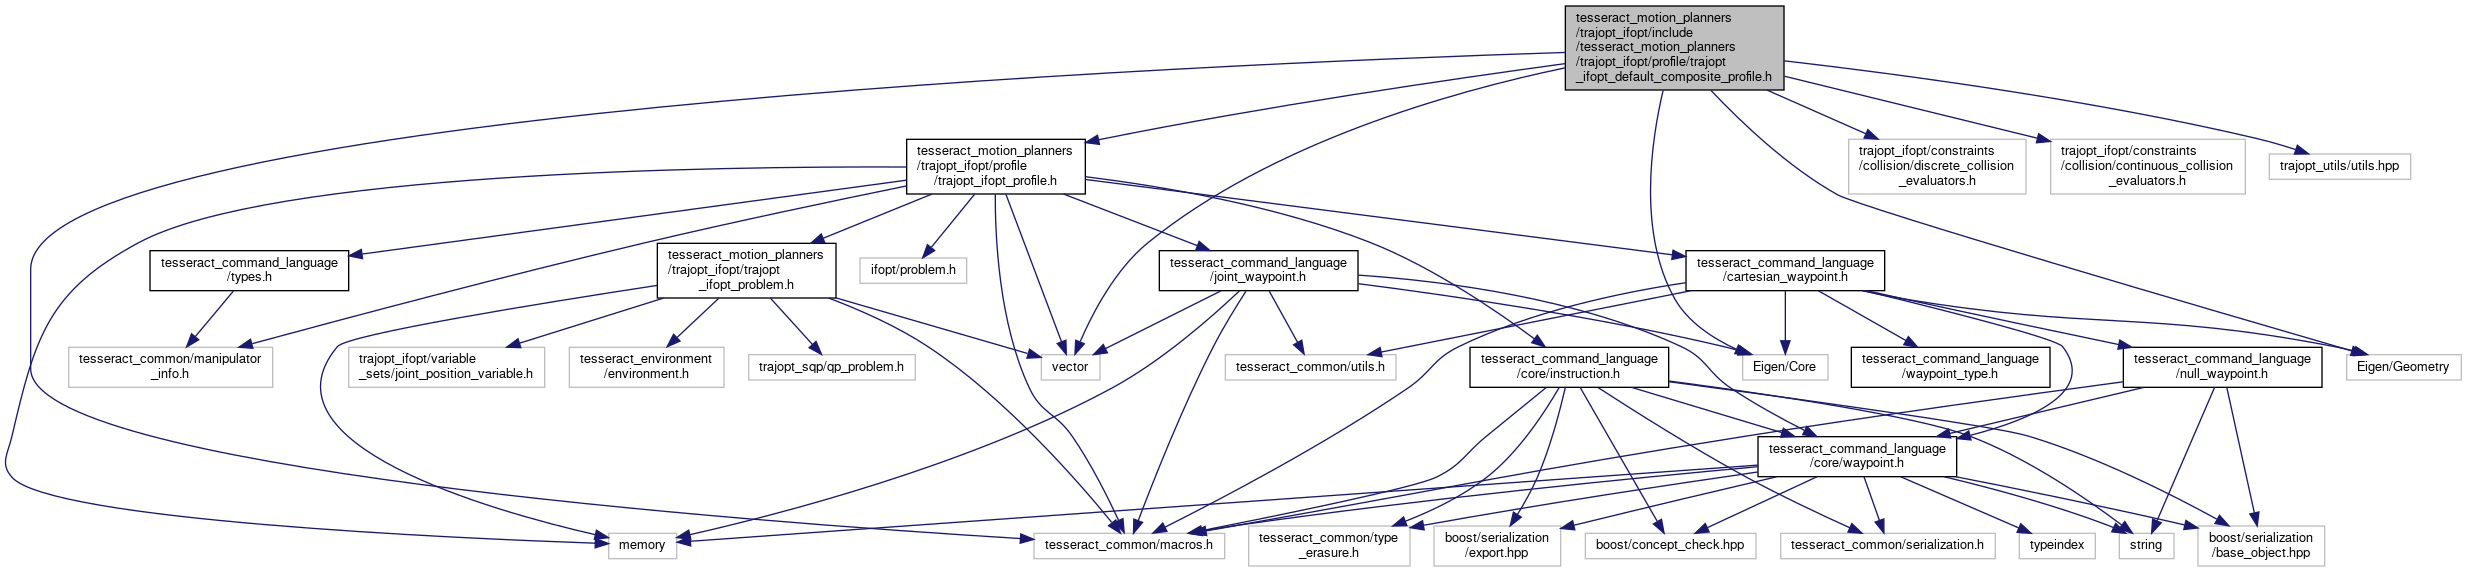 tesseract_motion_planners
/trajopt_ifopt/include
/tesseract_motion_planners
/trajopt_ifopt/profile/trajopt
_ifopt_default_composite_profile.h
tesseract_motion_planners
/trajopt_ifopt/profile
/trajopt_ifopt_profile.h
trajopt_ifopt/constraints
/collision/discrete_collision
_evaluators.h
trajopt_ifopt/constraints
/collision/continuous_collision
_evaluators.h
trajopt_utils/utils.hpp
tesseract_command_language
/types.h
tesseract_motion_planners
/trajopt_ifopt/trajopt
_ifopt_problem.h
ifopt/problem.h
tesseract_command_language
/joint_waypoint.h
tesseract_command_language
/cartesian_waypoint.h
tesseract_common/manipulator
_info.h
trajopt_ifopt/variable
_sets/joint_position_variable.h
tesseract_environment
/environment.h
trajopt_sqp/qp_problem.h
vector
tesseract_common/utils.h
tesseract_command_language
/core/instruction.h
Eigen/Core
tesseract_command_language
/waypoint_type.h
tesseract_command_language
/null_waypoint.h
Eigen/Geometry
tesseract_command_language
/core/waypoint.h
memory
tesseract_common/macros.h
tesseract_common/type
_erasure.h
boost/serialization
/export.hpp
boost/concept_check.hpp
tesseract_common/serialization.h
typeindex
string
boost/serialization
/base_object.hpp